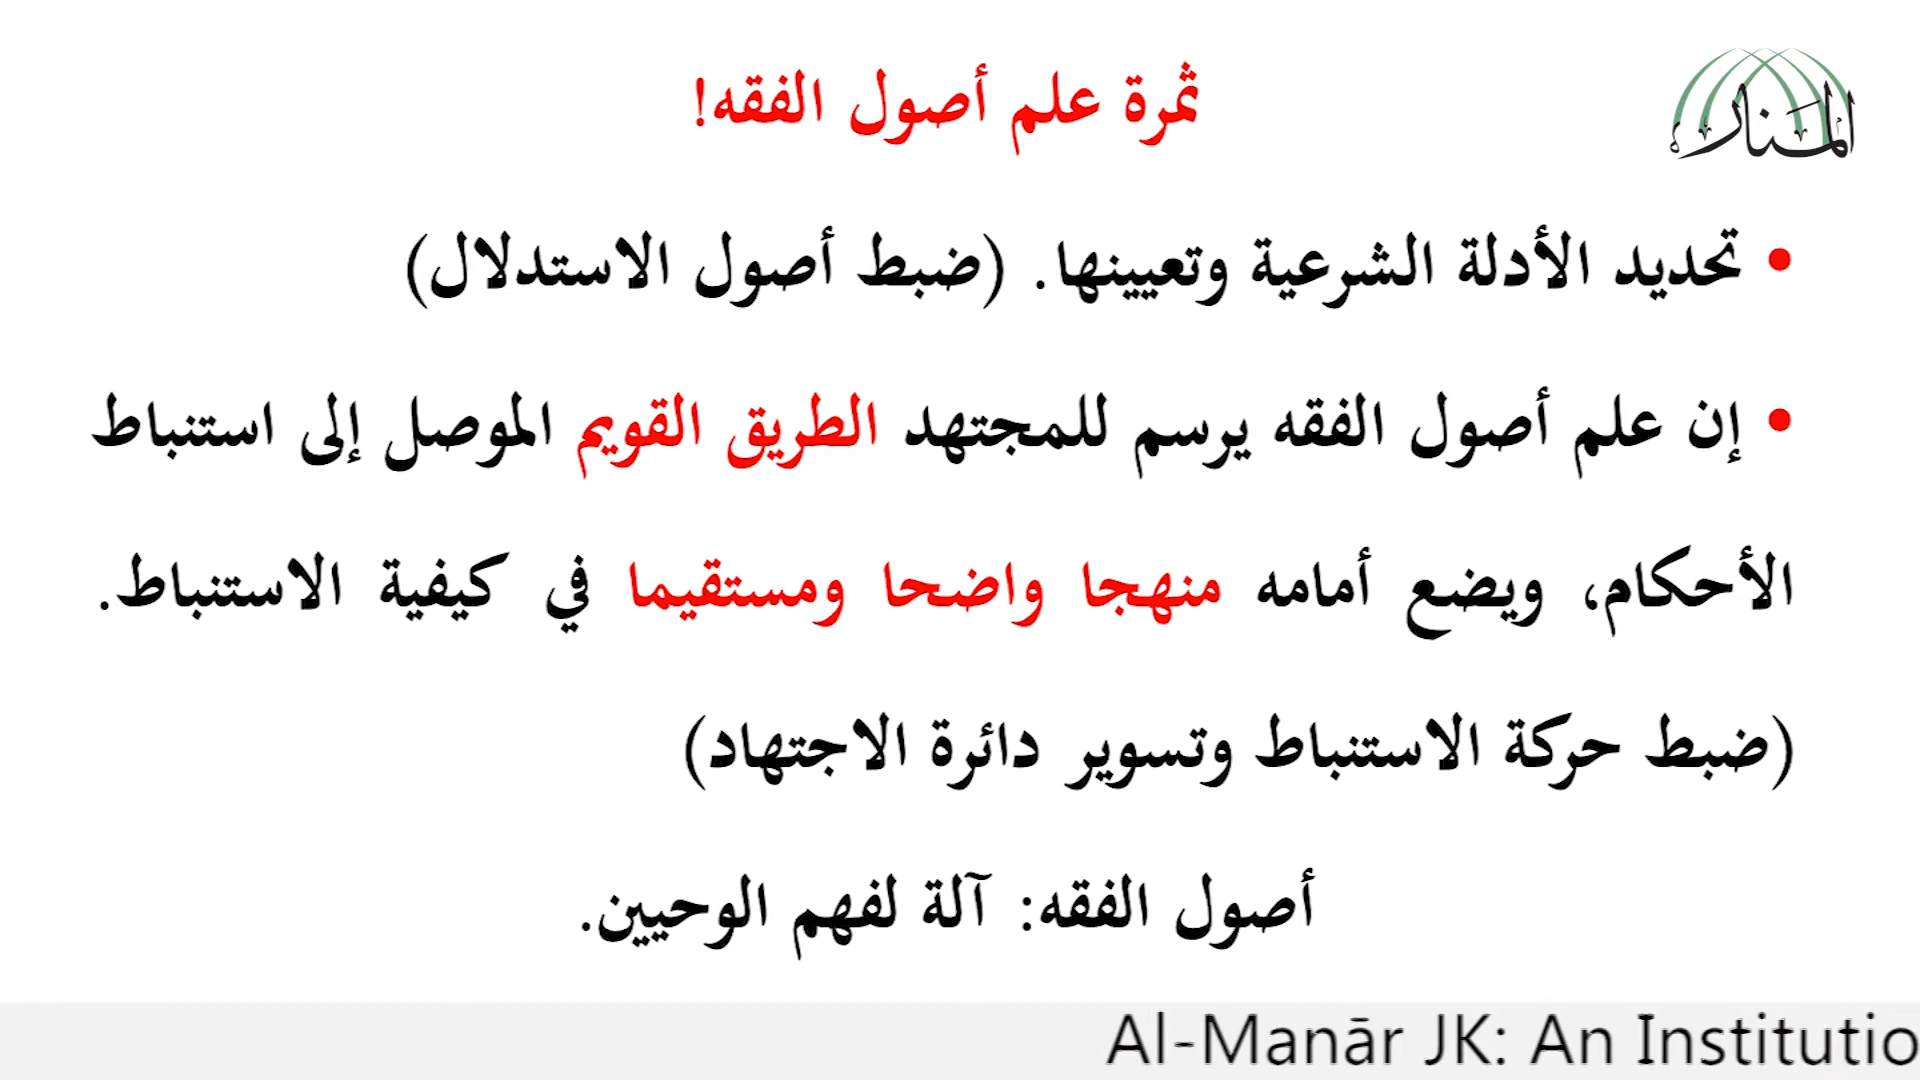 ثمرة علم أصول الفقه!
المنار
• تحديد الأدلة الشرعية وتعيينها. (ضبط أصول الاستدلال)
• إن علم أصول الفقه يرسم للمجتهد الطريق القويم الموصل إلى استنباط
الأحكام، ويضع أمامه منهجا واضحا ومستقيما في كيفية الاستنباط.
(ضبط حركة الاستنباط وتسوير دائرة الاجتهاد)
أصول الفقه: آلة لفهم الوحيين.
Al-Manār JK: An Institutio